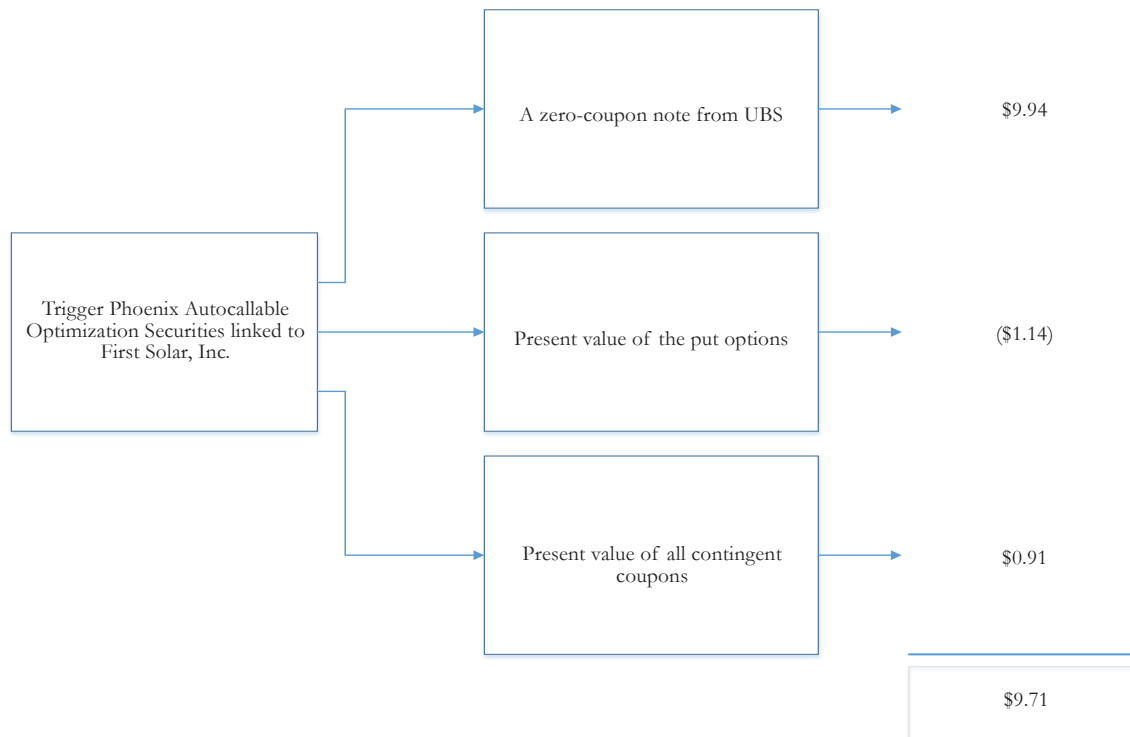 A zero-coupon note from UBS
$9.94
Trigger Phoenix Autocallable
Optimization Securities linked to
First Solar, Inc.
Present value of the put options
($1.14)
Present value of all contingent
coupons
$0.91
$9.71